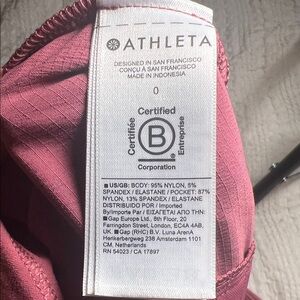 ATHLETA
DESIGNED IN SAN FRANCISCO
CONÇU À SAN FRANCISCO
MADE IN INDONESIA
0
Certified
Certifiée
B
Entreprise
Corporation
US/GB: BODY: 95% NYLON, 5%
SPANDEX / ELASTANE / POCKET: 87%
NYLON, 13% SPANDEX / ELASTANE
DISTRIBUIDO POR / Imported
By/Importe Par / ΕΙΣΑΓΕΤΑΙ ΑΠΟ ΤΗΝ:
Gap Europe Ltd., 8th Floor, 20
Farringdon Street, London, EC4A 4AB,
UK Gap (RHC) B.V. Luna ArenA
Herikerbergweg 238 Amsterdam 1101
CM, Netherlands
RN 54023 / CA 17897